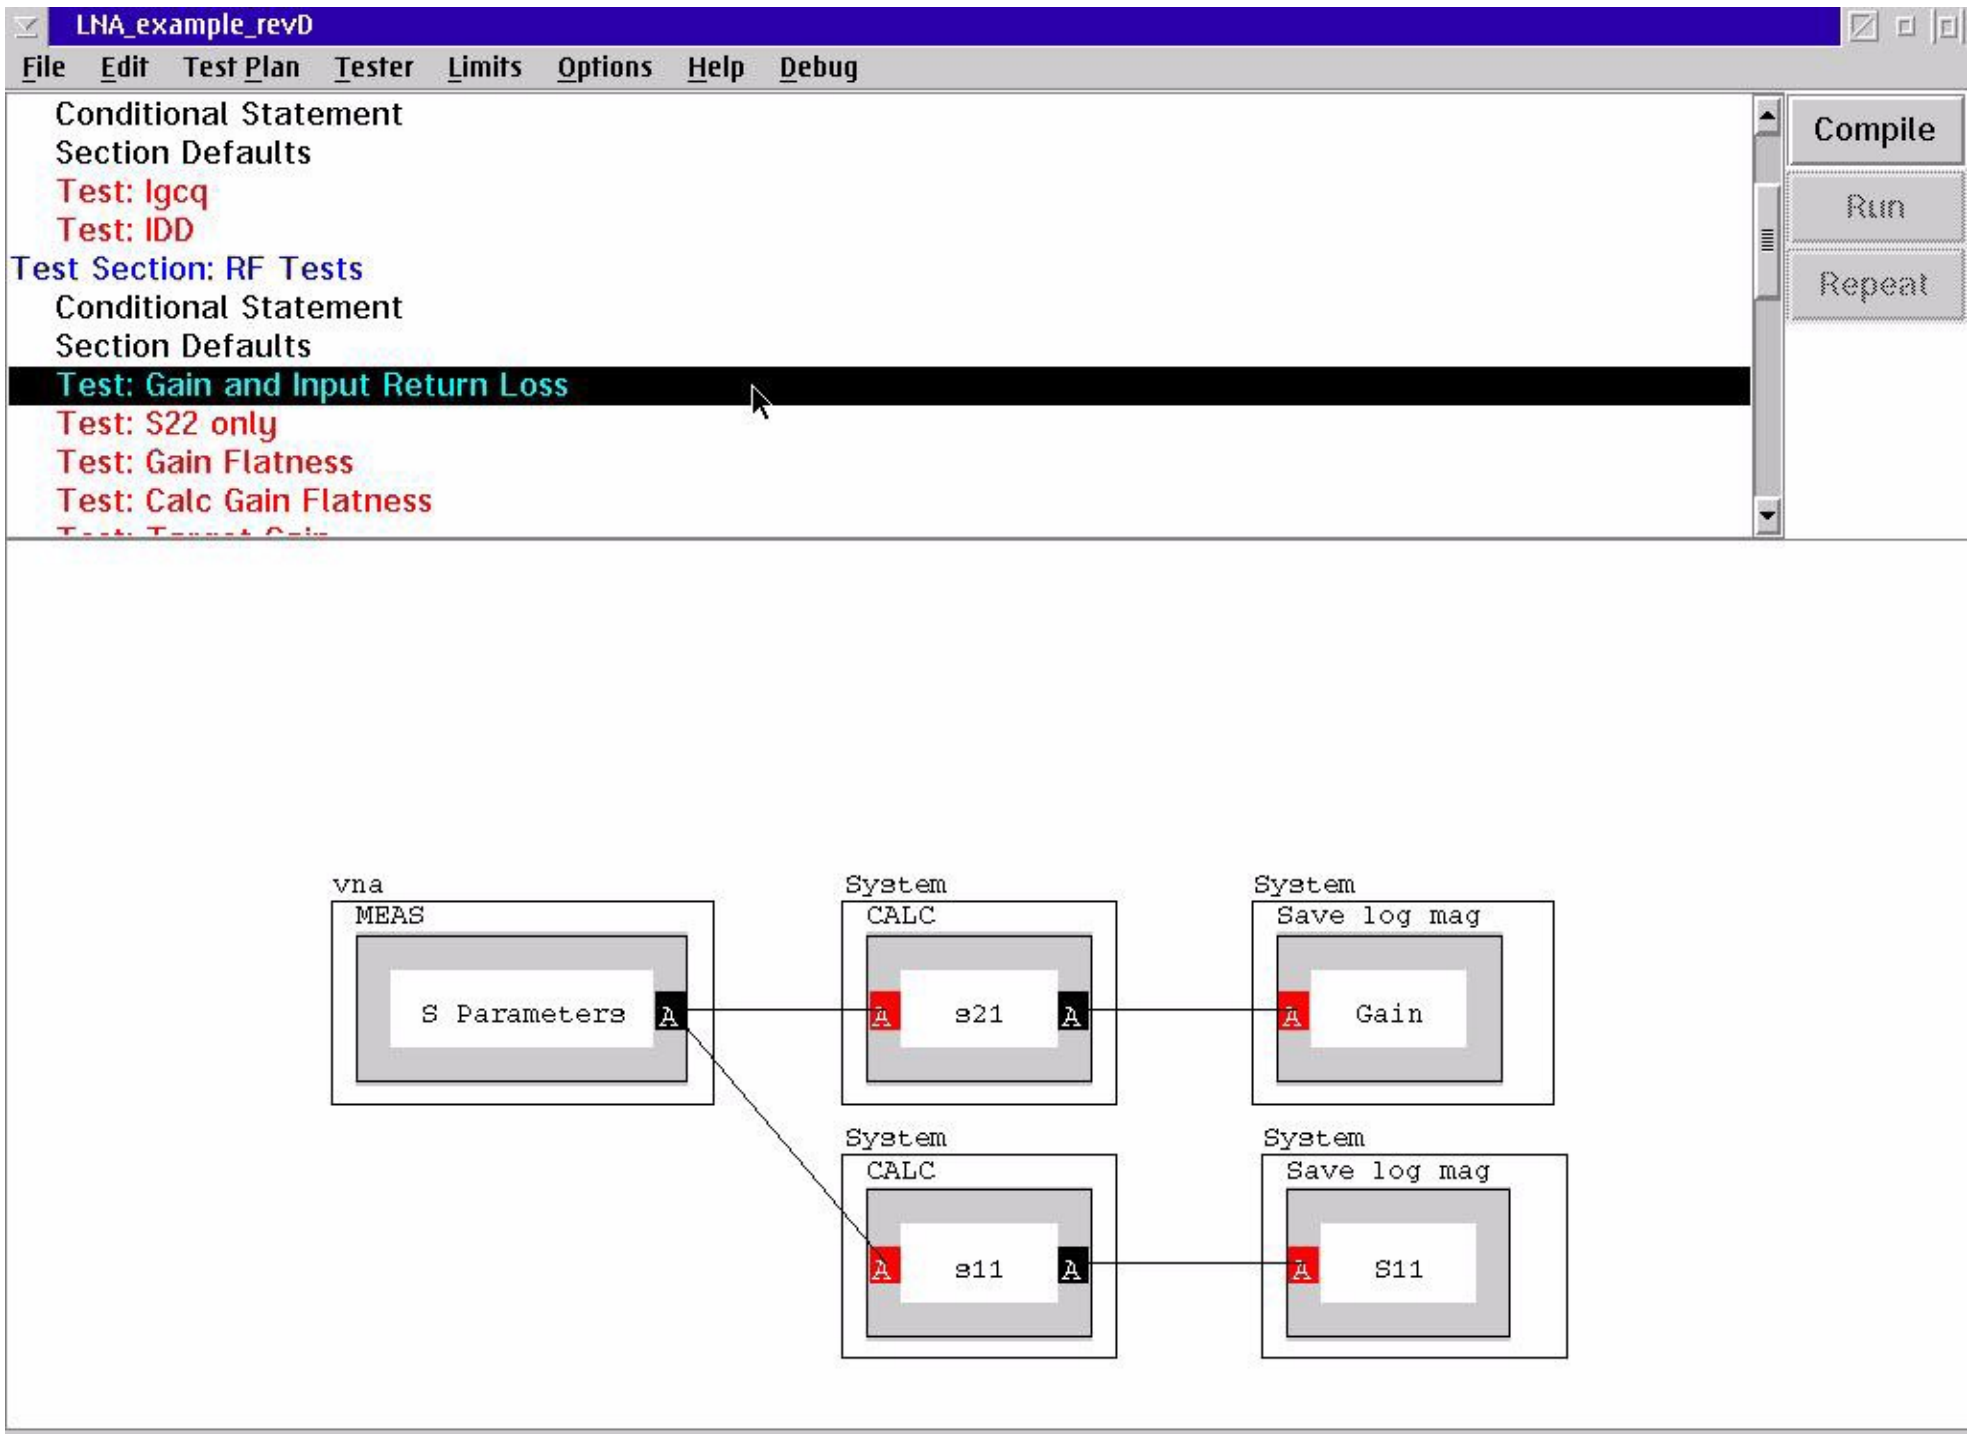 LNA_example_revD
File Edit Test Plan Tester Limits Options Help Debug
Conditional Statement
Section Defaults
Test: Igcq
Test: IDD
Test Section: RF Tests
Conditional Statement
Section Defaults
Test: Gain and Input Return Loss
Test: S22 only
Test: Gain Flatness
Test: Calc Gain Flatness
Test: Target Gain
Compile
Run
Repeat
vna
MEAS
S Parameters A
System
CALC
A s21 A
System
Save log mag
A Gain
System
CALC
A s11 A
System
Save log mag
A S11